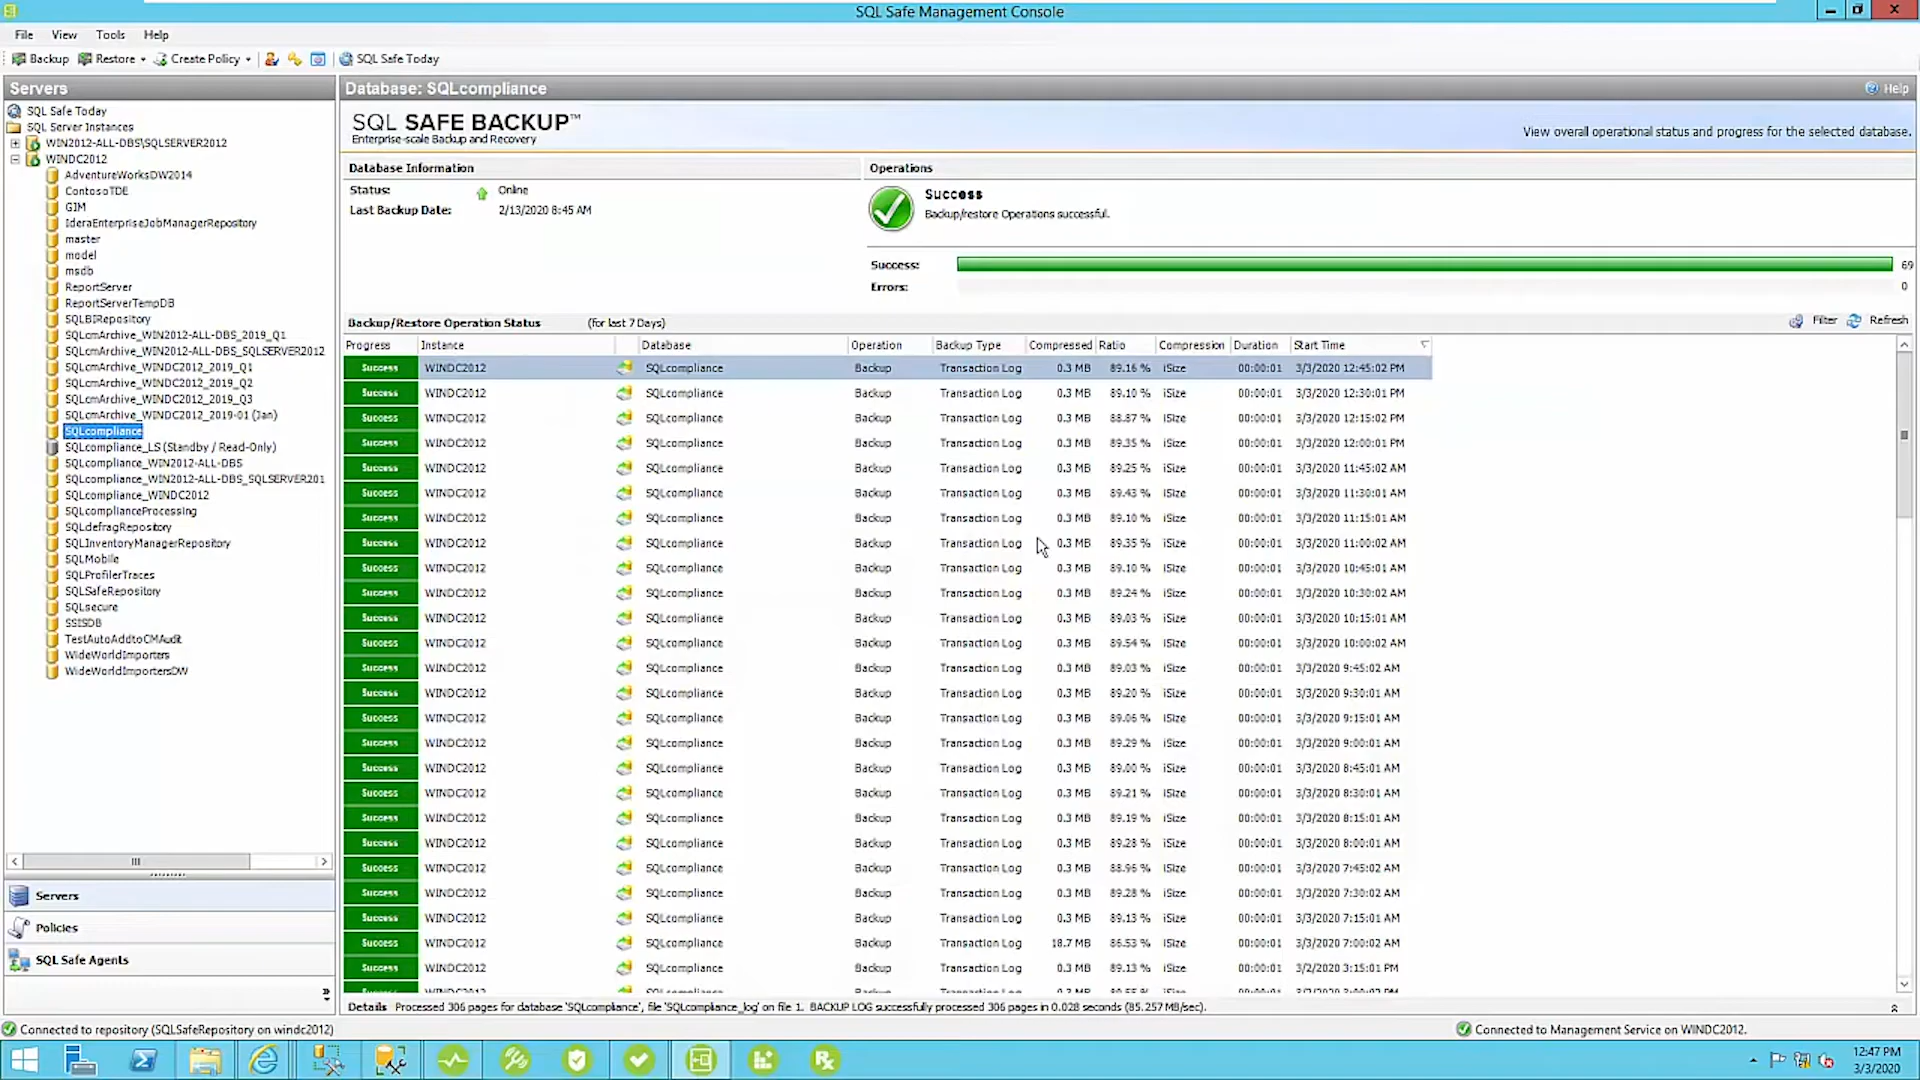 SQL Safe Management Console
File View Tools Help
Backup Restore Create Policy SQL Safe Today
Servers
SQL Safe Today
SQL Server Instances
WIN2012-ALL-DBS\SQLSERVER2012
WINDC2012
AdventureWorksDW2014
ContosoTDE
GIM
IderaEnterpriseJobManagerRepository
master
model
msdb
ReportServer
ReportServerTempDB
SQLBIRepository
SQLcmArchive_WIN2012-ALL-DBS_2019_Q1
SQLcmArchive_WIN2012-ALL-DBS_SQLSERVER2012
SQLcmArchive_WINDC2012_2019_Q1
SQLcmArchive_WINDC2012_2019_Q2
SQLcmArchive_WINDC2012_2019_Q3
SQLcmArchive_WINDC2012_2019-01 (Jan)
SQLcompliance
SQLcompliance_LS (Standby / Read-Only)
SQLcompliance_WIN2012-ALL-DBS
SQLcompliance_WIN2012-ALL-DBS_SQLSERVER201
SQLcompliance_WINDC2012
SQLcomplianceProcessing
SQLdefragRepository
SQLInventoryManagerRepository
SQLMobile
SQLProfilerTraces
SQLSafeRepository
SQLsecure
SSISDB
TestAutoAddtoCMAudit
WideWorldImporters
WideWorldImportersDW
Servers
Policies
SQL Safe Agents
Database: SQLcompliance
Help
SQL SAFE BACKUP™
Enterprise-scale Backup and Recovery
View overall operational status and progress for the selected database.
Database Information
Status: Online
Last Backup Date: 2/13/2020 8:45 AM
Operations
Success
Backup/restore Operations successful.
Success: 69
Errors: 0
Backup/Restore Operation Status (for last 7 Days)
Filter Refresh
Progress Instance Database Operation Backup Type Compressed Ratio Compression Duration Start Time
Success WINDC2012 SQLcompliance Backup Transaction Log 0.3 MB 89.16 % iSize 00:00:01 3/3/2020 12:45:02 PM
Success WINDC2012 SQLcompliance Backup Transaction Log 0.3 MB 89.10 % iSize 00:00:01 3/3/2020 12:30:01 PM
Success WINDC2012 SQLcompliance Backup Transaction Log 0.3 MB 88.87 % iSize 00:00:01 3/3/2020 12:15:02 PM
Success WINDC2012 SQLcompliance Backup Transaction Log 0.3 MB 89.35 % iSize 00:00:01 3/3/2020 12:00:01 PM
Success WINDC2012 SQLcompliance Backup Transaction Log 0.3 MB 89.25 % iSize 00:00:01 3/3/2020 11:45:02 AM
Success WINDC2012 SQLcompliance Backup Transaction Log 0.3 MB 89.43 % iSize 00:00:01 3/3/2020 11:30:01 AM
Success WINDC2012 SQLcompliance Backup Transaction Log 0.3 MB 89.10 % iSize 00:00:01 3/3/2020 11:15:01 AM
Success WINDC2012 SQLcompliance Backup Transaction Log 0.3 MB 89.35 % iSize 00:00:01 3/3/2020 11:00:02 AM
Success WINDC2012 SQLcompliance Backup Transaction Log 0.3 MB 89.10 % iSize 00:00:01 3/3/2020 10:45:01 AM
Success WINDC2012 SQLcompliance Backup Transaction Log 0.3 MB 89.24 % iSize 00:00:01 3/3/2020 10:30:02 AM
Success WINDC2012 SQLcompliance Backup Transaction Log 0.3 MB 89.03 % iSize 00:00:01 3/3/2020 10:15:01 AM
Success WINDC2012 SQLcompliance Backup Transaction Log 0.3 MB 89.54 % iSize 00:00:01 3/3/2020 10:00:02 AM
Success WINDC2012 SQLcompliance Backup Transaction Log 0.3 MB 89.03 % iSize 00:00:01 3/3/2020 9:45:02 AM
Success WINDC2012 SQLcompliance Backup Transaction Log 0.3 MB 89.20 % iSize 00:00:01 3/3/2020 9:30:01 AM
Success WINDC2012 SQLcompliance Backup Transaction Log 0.3 MB 89.06 % iSize 00:00:01 3/3/2020 9:15:01 AM
Success WINDC2012 SQLcompliance Backup Transaction Log 0.3 MB 89.29 % iSize 00:00:01 3/3/2020 9:00:01 AM
Success WINDC2012 SQLcompliance Backup Transaction Log 0.3 MB 89.00 % iSize 00:00:01 3/3/2020 8:45:01 AM
Success WINDC2012 SQLcompliance Backup Transaction Log 0.3 MB 89.21 % iSize 00:00:01 3/3/2020 8:30:01 AM
Success WINDC2012 SQLcompliance Backup Transaction Log 0.3 MB 89.19 % iSize 00:00:01 3/3/2020 8:15:01 AM
Success WINDC2012 SQLcompliance Backup Transaction Log 0.3 MB 89.28 % iSize 00:00:01 3/3/2020 8:00:01 AM
Success WINDC2012 SQLcompliance Backup Transaction Log 0.3 MB 88.96 % iSize 00:00:01 3/3/2020 7:45:02 AM
Success WINDC2012 SQLcompliance Backup Transaction Log 0.3 MB 89.28 % iSize 00:00:01 3/3/2020 7:30:02 AM
Success WINDC2012 SQLcompliance Backup Transaction Log 0.3 MB 89.13 % iSize 00:00:01 3/3/2020 7:15:01 AM
Success WINDC2012 SQLcompliance Backup Transaction Log 18.7 MB 86.53 % iSize 00:00:01 3/3/2020 7:00:02 AM
Success WINDC2012 SQLcompliance Backup Transaction Log 0.3 MB 89.13 % iSize 00:00:01 3/2/2020 3:15:01 PM
Details Processed 306 pages for database 'SQLcompliance', file 'SQLcompliance_log' on file 1. BACKUP LOG successfully processed 306 pages in 0.028 seconds (85.257 MB/sec).
Connected to repository (SQLSafeRepository on windc2012)
Connected to Management Service on WINDC2012.
12:47 PM
3/3/2020